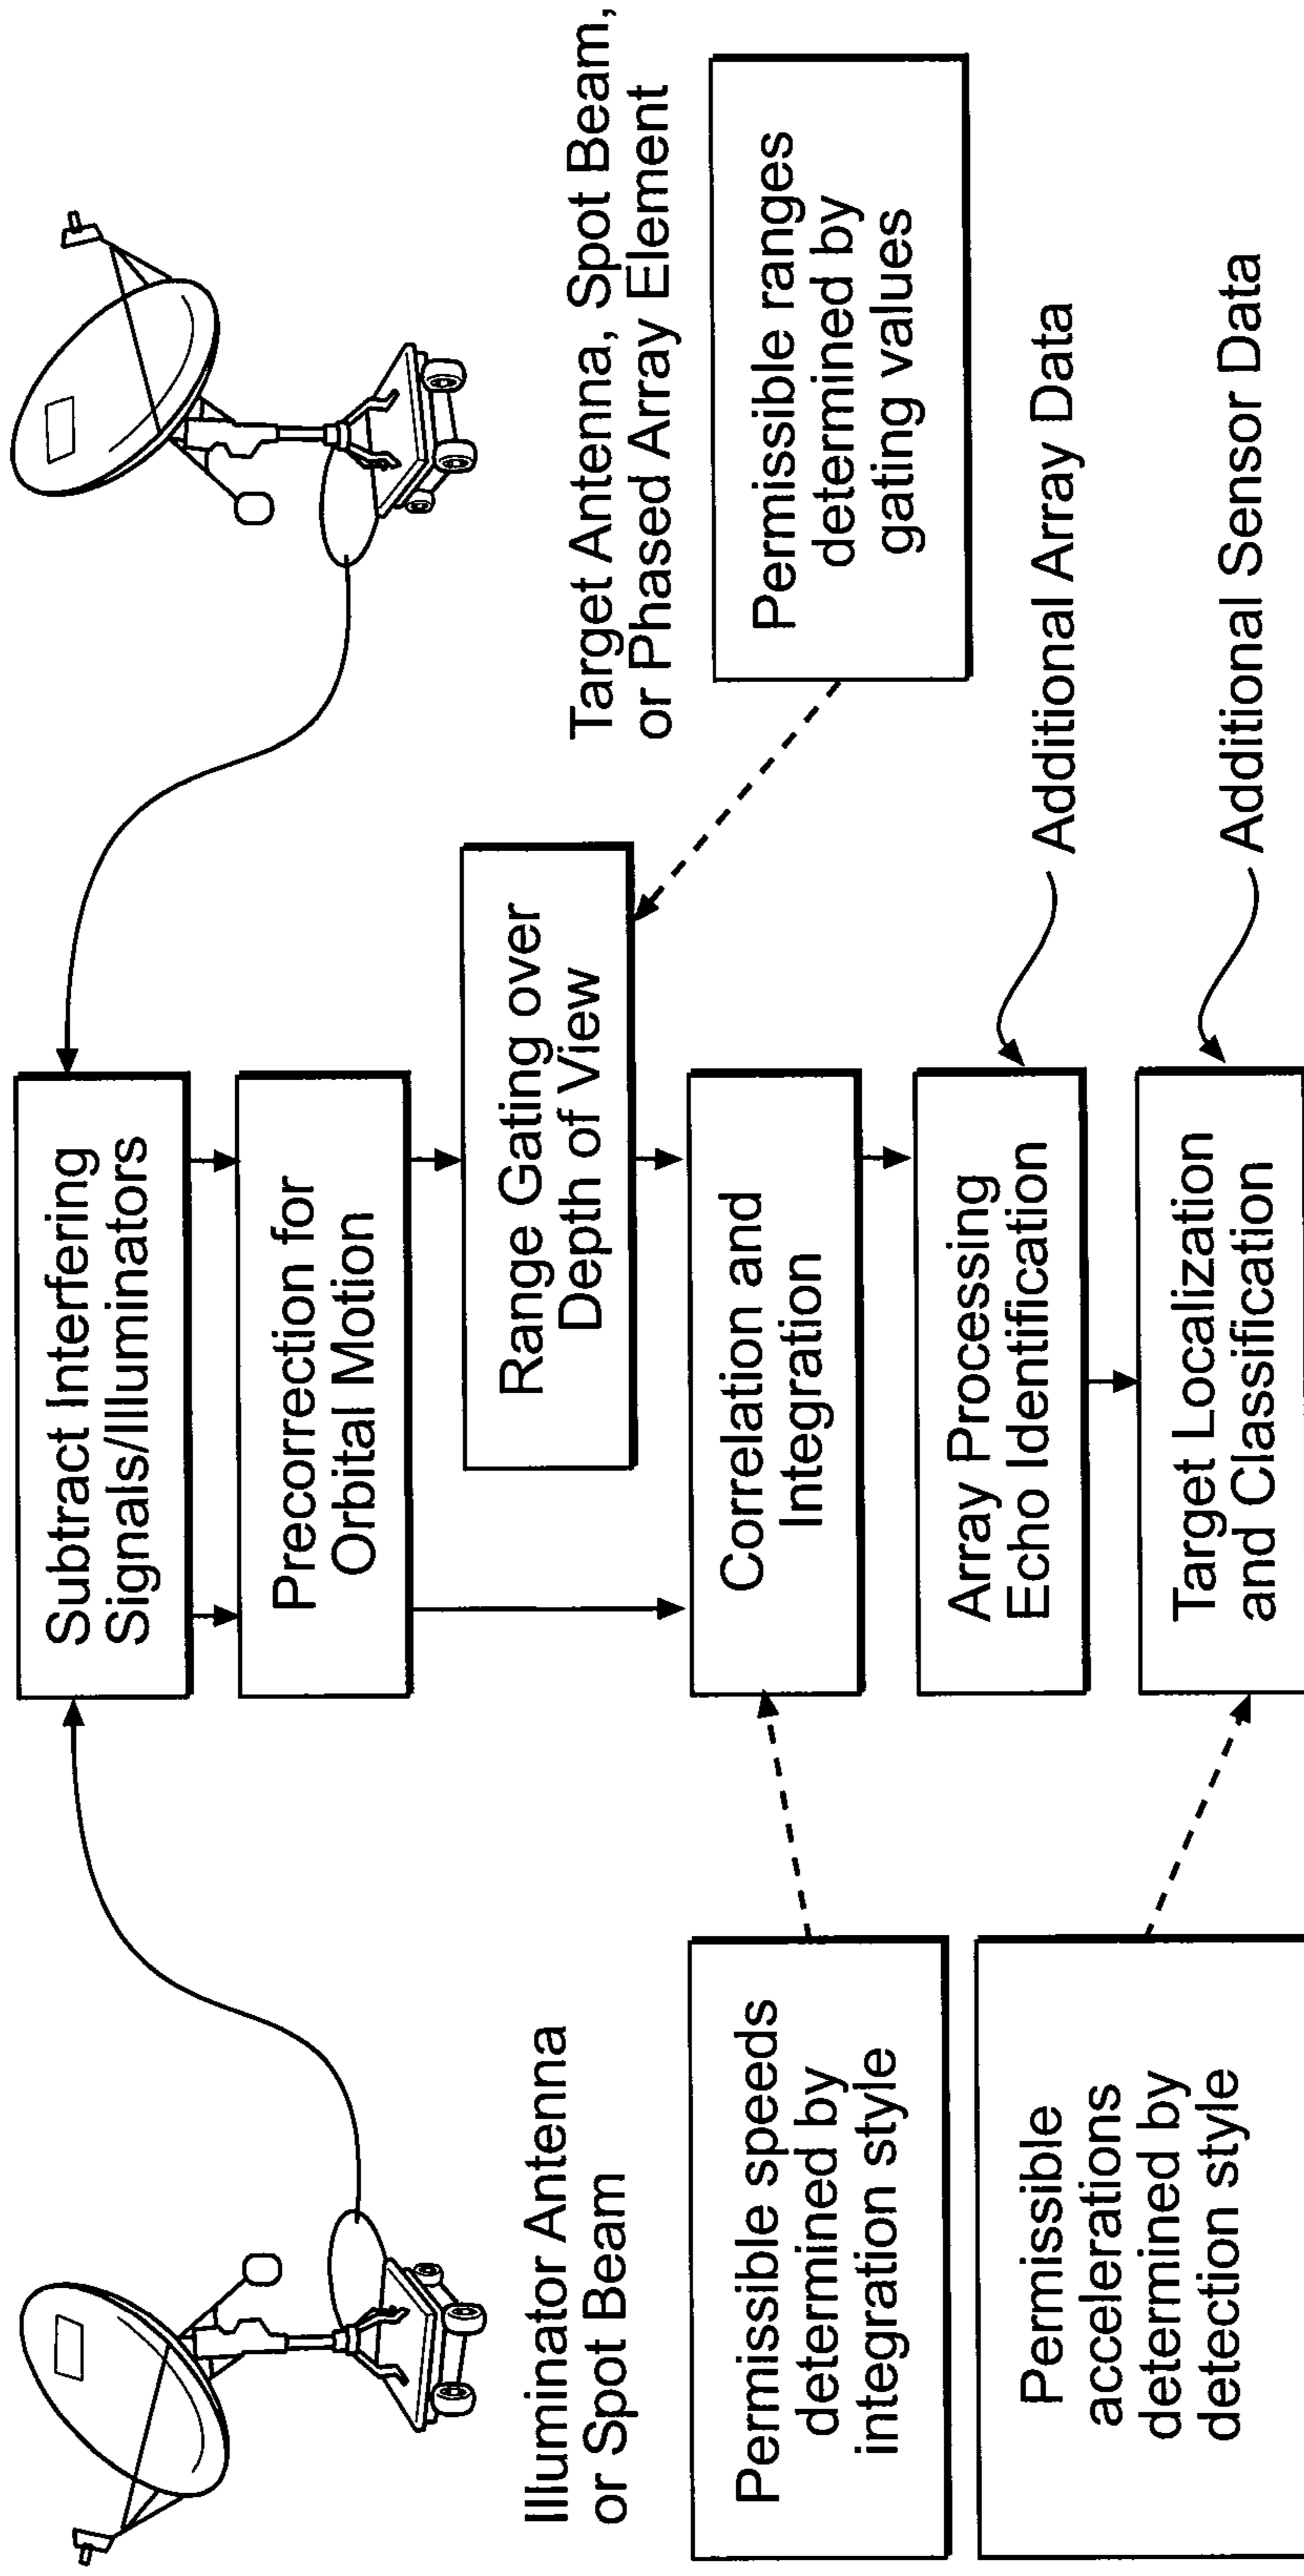 Subtract Interfering
Signals/Illuminators
Precorrection for
Orbital Motion
Illuminator Antenna
or Spot Beam
Target Antenna, Spot Beam,
or Phased Array Element
Range Gating over
Depth of View
Permissible speeds
determined by
integration style
Correlation and
Integration
Permissible ranges
determined by
gating values
Permissible
accelerations
determined by
detection style
Array Processing
Echo Identification
Additional Array Data
Target Localization
and Classification
Additional Sensor Data